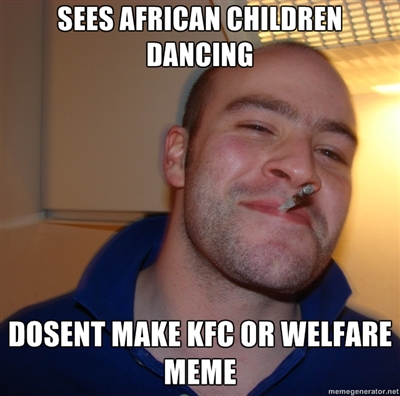 SEES AFRICAN CHILDREN
DANCING
DOSENT MAKE KFC OR WELFARE
MEME
memegenerator.net